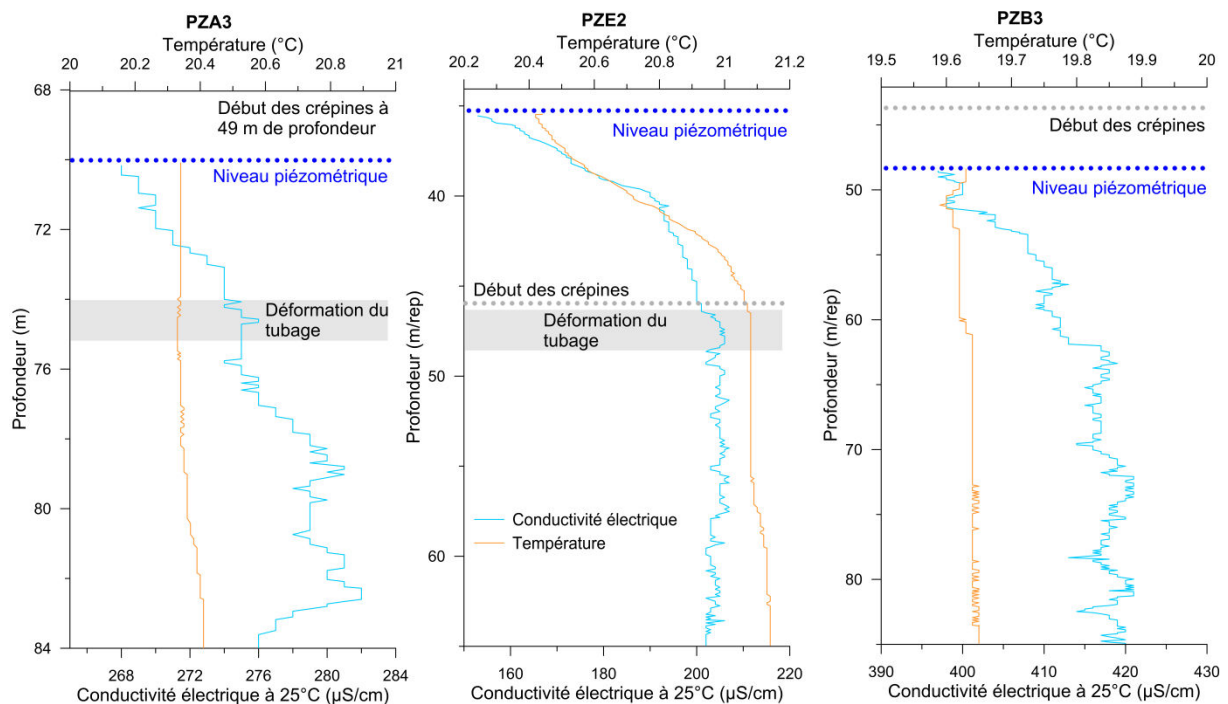 PZA3
Température (°C)
20 20.2 20.4 20.6 20.8 21
68
72
76
80
84
Profondeur (m)
Début des crépines à
49 m de profondeur
Niveau piézométrique
Déformation du
tubage
268 272 276 280 284
Conductivité électrique à 25°C (µS/cm)
PZE2
Température (°C)
20.2 20.4 20.6 20.8 21 21.2
40
50
60
Profondeur (m/rep)
Niveau piézométrique
Début des crépines
Déformation du
tubage
Conductivité électrique
Température
160 180 200 220
Conductivité électrique à 25°C (µS/cm)
PZB3
Température (°C)
19.5 19.6 19.7 19.8 19.9 20
50
60
70
80
Profondeur (m/rep)
Début des crépines
Niveau piézométrique
390 400 410 420 430
Conductivité électrique à 25°C (µS/cm)